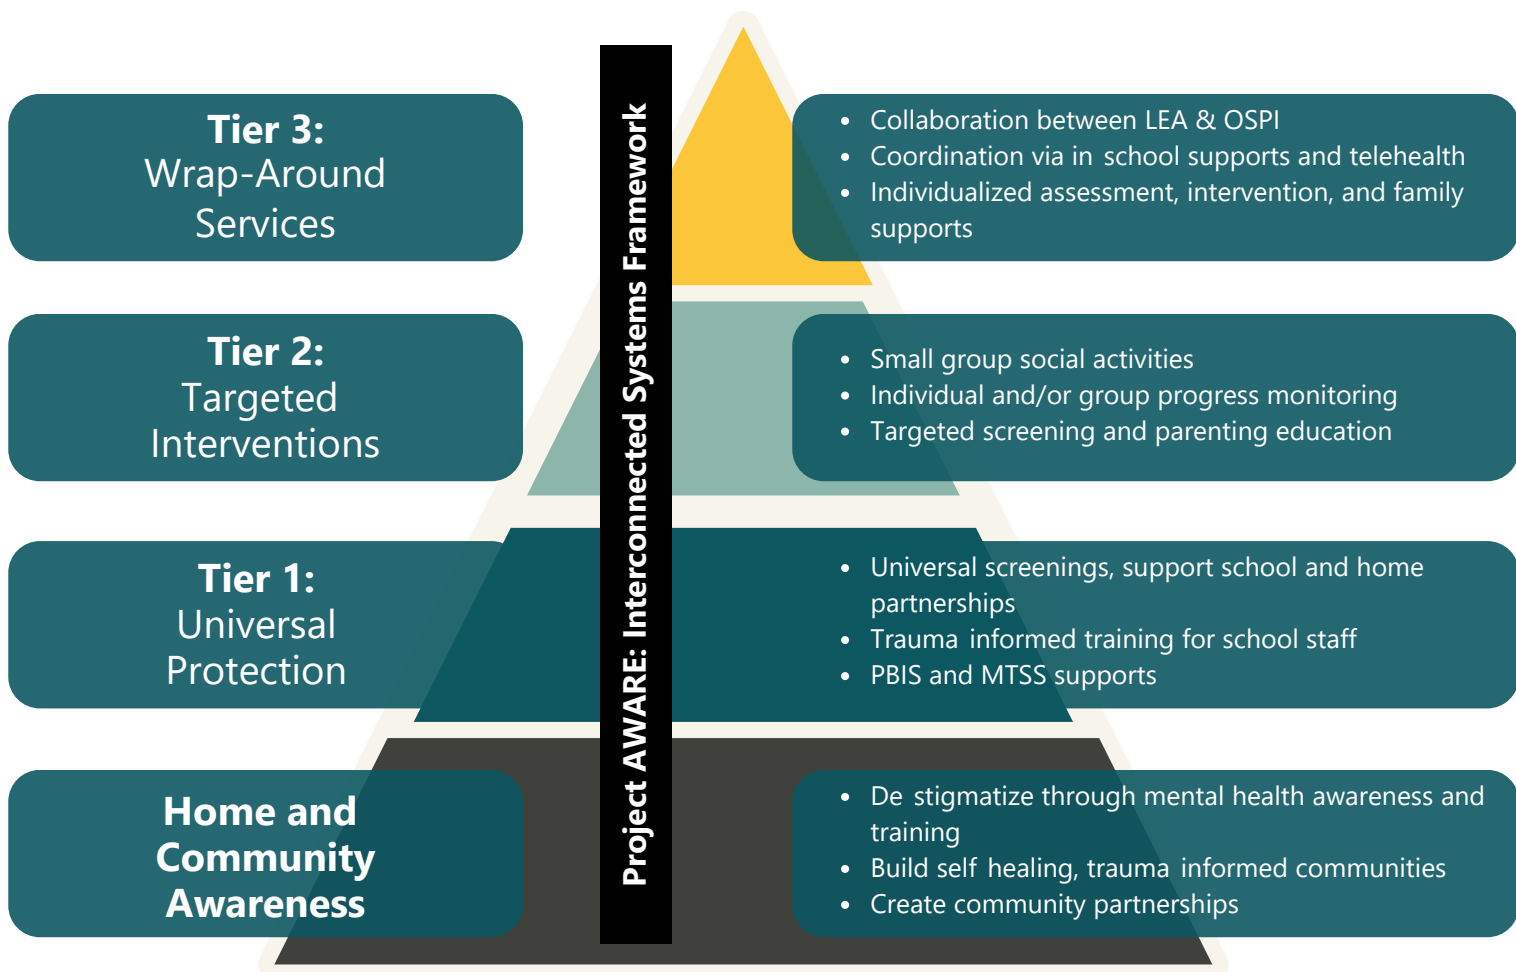 Tier 3:
Wrap-Around
Services
• Collaboration between LEA & OSPI
• Coordination via in school supports and telehealth
• Individualized assessment, intervention, and family
supports
Tier 2:
Targeted
Interventions
• Small group social activities
• Individual and/or group progress monitoring
• Targeted screening and parenting education
Tier 1:
Universal
Protection
• Universal screenings, support school and home
partnerships
• Trauma informed training for school staff
• PBIS and MTSS supports
Home and
Community
Awareness
• De stigmatize through mental health awareness and
training
• Build self healing, trauma informed communities
• Create community partnerships
Project AWARE: Interconnected Systems Framework